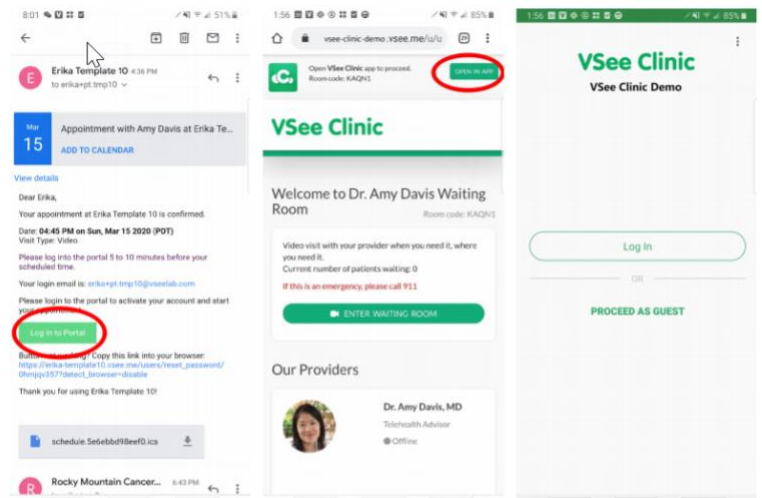 8:01
51%
Erika Template 10 4:36 PM
to erika+pt.tmp10
Mar
15
Appointment with Amy Davis at Erika Te...
ADD TO CALENDAR
View details
Dear Erika,
Your appointment at Erika Template 10 is confirmed.
Date: 04:45 PM on Sun, Mar 15 2020 (PDT)
Visit Type: Video
Please log into the portal 5 to 10 minutes before your
scheduled time.
Your login email is: erika+pt.tmp10@vseelab.com
Please login to the portal to activate your account and start
your appointment.
Log in to Portal
Copy this link into your browser:
https://erika-template10.vsee.me/users/reset_password/
0hmjqv357?detect_browser=disable
Thank you for using Erika Template 10!
schedule.5e6ebbd98eef0.ics
R
Rocky Mountain Cancer... 6:43 PM
1:56
85%
vsee-clinic-demo.vsee.me/u/u
Open VSee Clinic app to proceed.
Room code: KAQN1
OPEN IN APP
VSee Clinic
Welcome to Dr. Amy Davis Waiting
Room
Room code: KAQN1
Video visit with your provider when you need it, where
you need it.
Current number of patients waiting: 0
If this is an emergency, please call 911
ENTER WAITING ROOM
Our Providers
Dr. Amy Davis, MD
Telehealth Advisor
Offline
1:56
85%
VSee Clinic
VSee Clinic Demo
Log In
OR
PROCEED AS GUEST